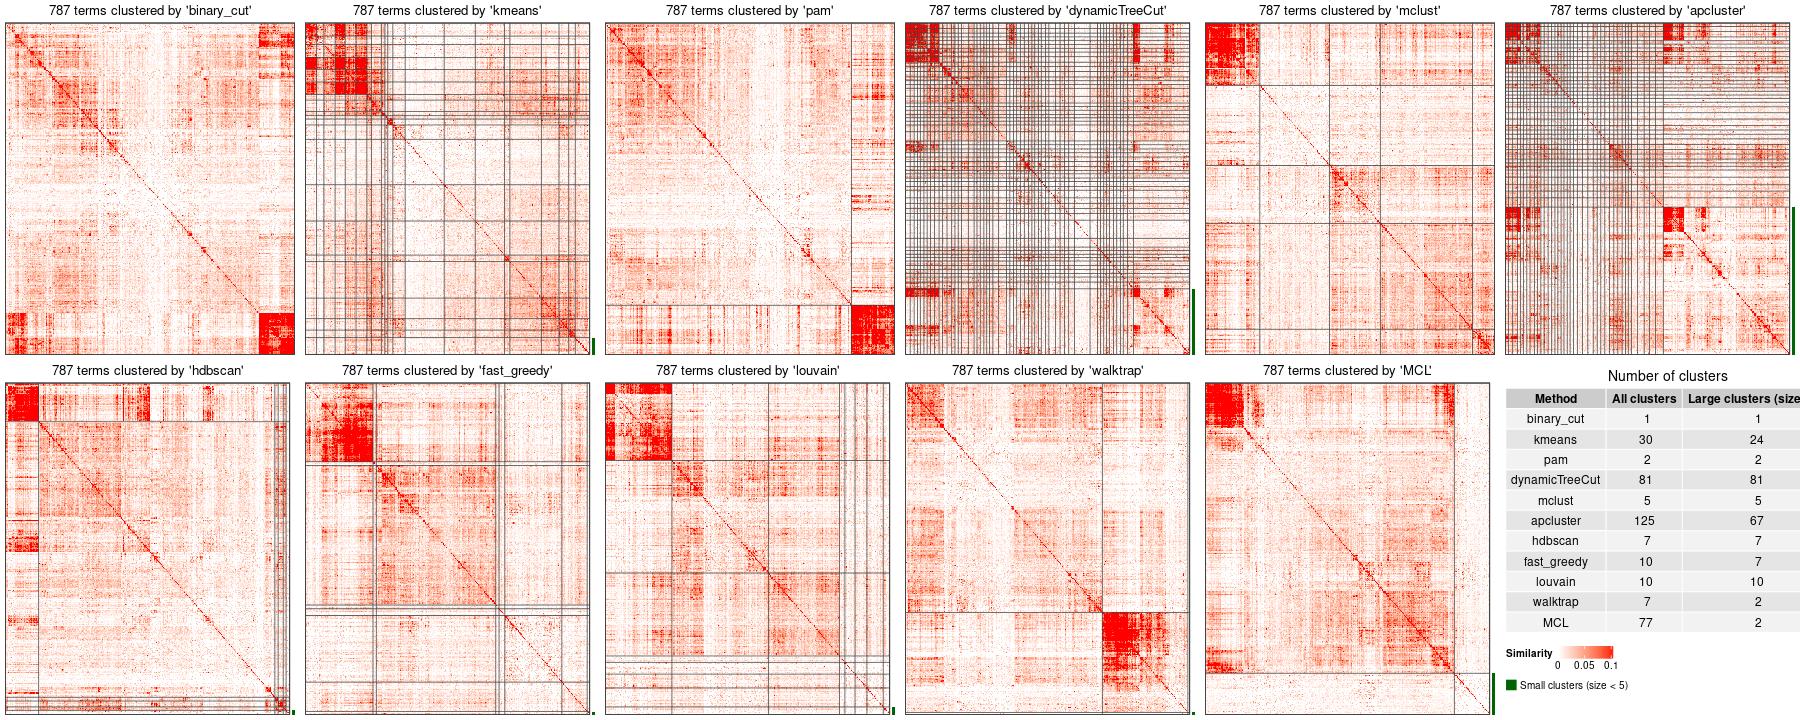 787 terms clustered by 'binary_cut'
787 terms clustered by 'kmeans'
787 terms clustered by 'pam'
787 terms clustered by 'dynamicTreeCut'
787 terms clustered by 'mclust'
787 terms clustered by 'apcluster'
787 terms clustered by 'hdbscan'
787 terms clustered by 'fast_greedy'
787 terms clustered by 'louvain'
787 terms clustered by 'walktrap'
787 terms clustered by 'MCL'
Number of clusters
Method All clusters Large clusters (size
binary_cut 1 1
kmeans 30 24
pam 2 2
dynamicTreeCut 81 81
mclust 5 5
apcluster 125 67
hdbscan 7 7
fast_greedy 10 7
louvain 10 10
walktrap 7 2
MCL 77 2
Similarity
0 0.05 0.1
Small clusters (size < 5)